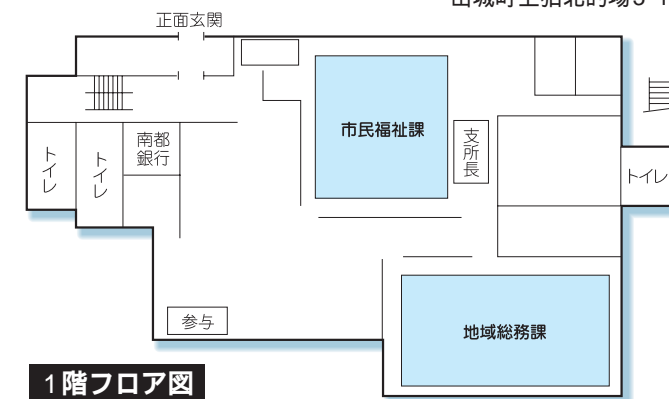 正面玄関
市民福祉課
支所長
南都
銀行
トイレ
トイレ
トイレ
参与
地域総務課
1階フロア図